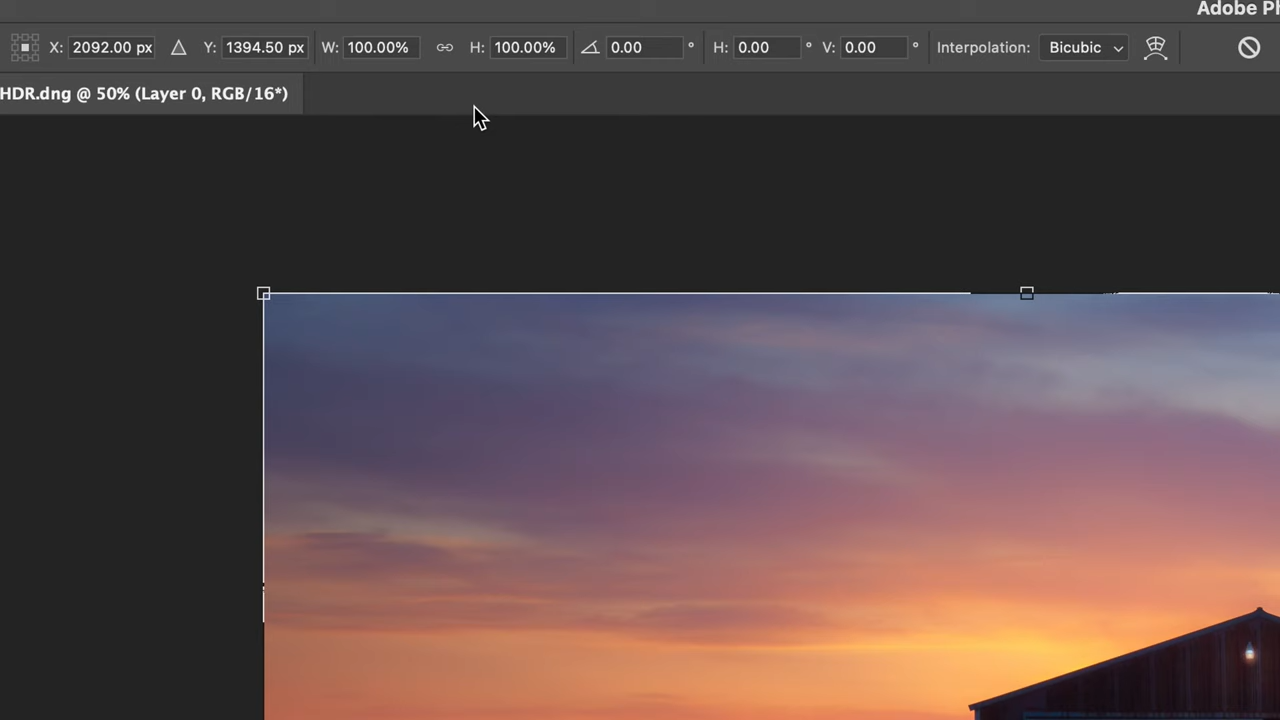 Adobe Ph
X: 2092.00 px Y: 1394.50 px W: 100.00% H: 100.00% 0.00 ° H: 0.00 ° V: 0.00 ° Interpolation: Bicubic
HDR.dng @ 50% (Layer 0, RGB/16*)